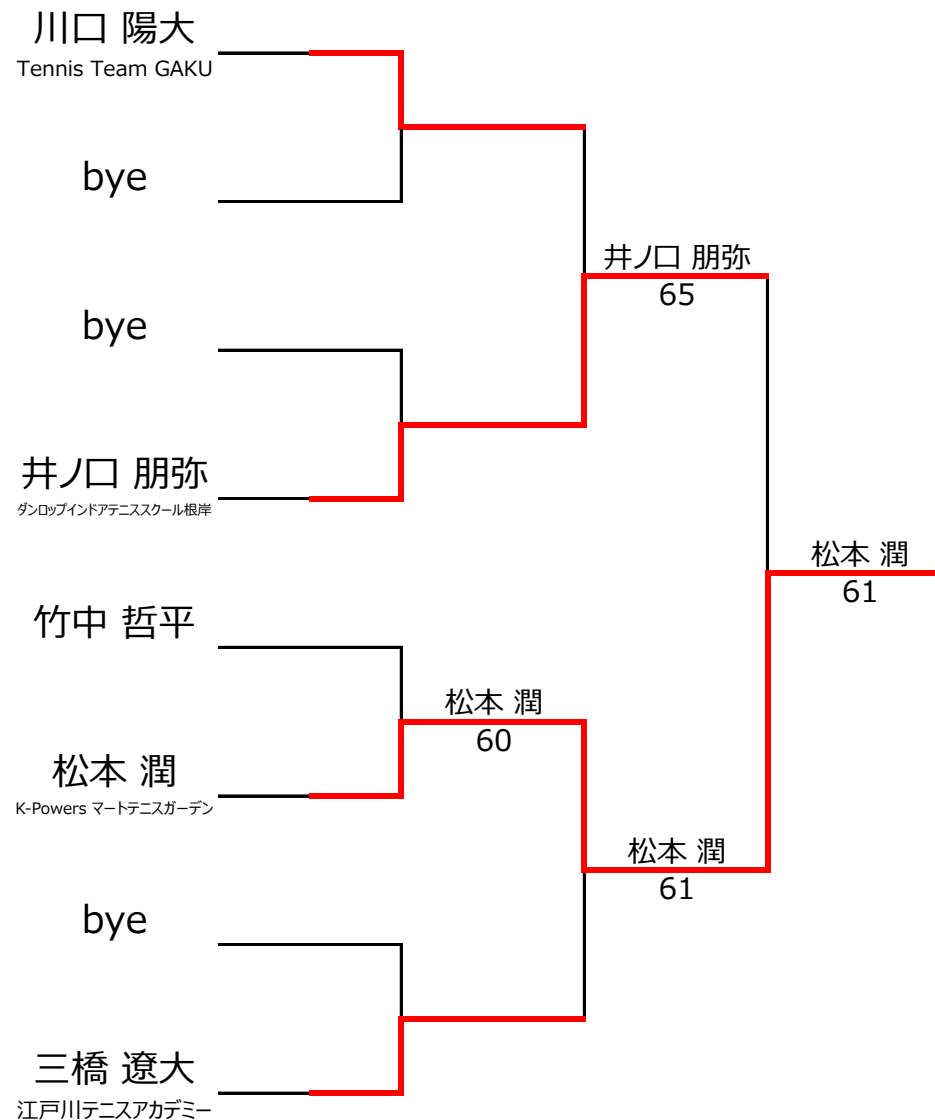 川口 陽大
Tennis Team GAKU
bye
井ノ口 朋弥
65
bye
井ノ口 朋弥
ダンロップインドアテニススクール根岸
松本 潤
61
竹中 哲平
松本 潤
60
松本 潤
K-Powers マートテニスガーデン
松本 潤
61
bye
三橋 遼大
江戸川テニスアカデミー